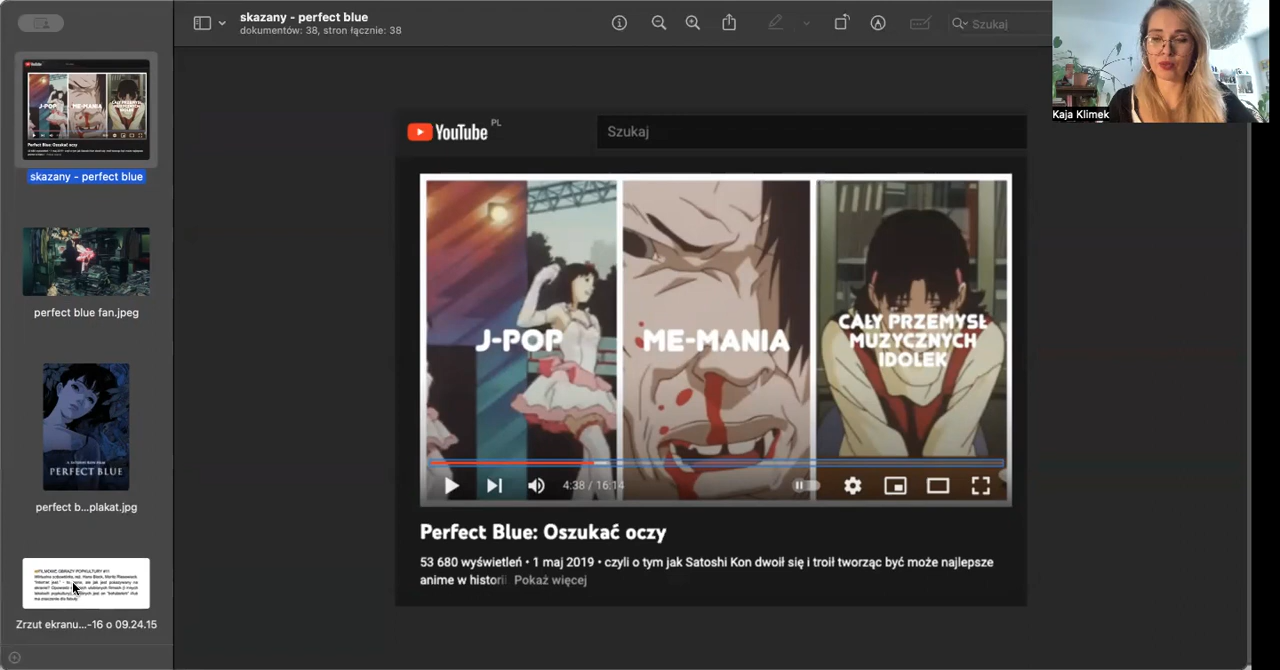 skazany - perfect blue
dokumentów: 38, stron łącznie: 38
Szukaj
Kaja Klimek
skazany - perfect blue
perfect blue fan.jpeg
PERFECT BLUE
perfect b...plakat.jpg
Zrzut ekranu...-16 o 09.24.15
YouTube PL
Szukaj
J-POP
ME-MANIA
CAŁY PRZEMYSŁ
MUZYCZNYCH
IDOLEK
4:38 / 16:14
Perfect Blue: Oszukać oczy
53 680 wyświetleń • 1 maj 2019 • czyli o tym jak Satoshi Kon dwoił się i troił tworząc być może najlepsze
anime w historii Pokaż więcej